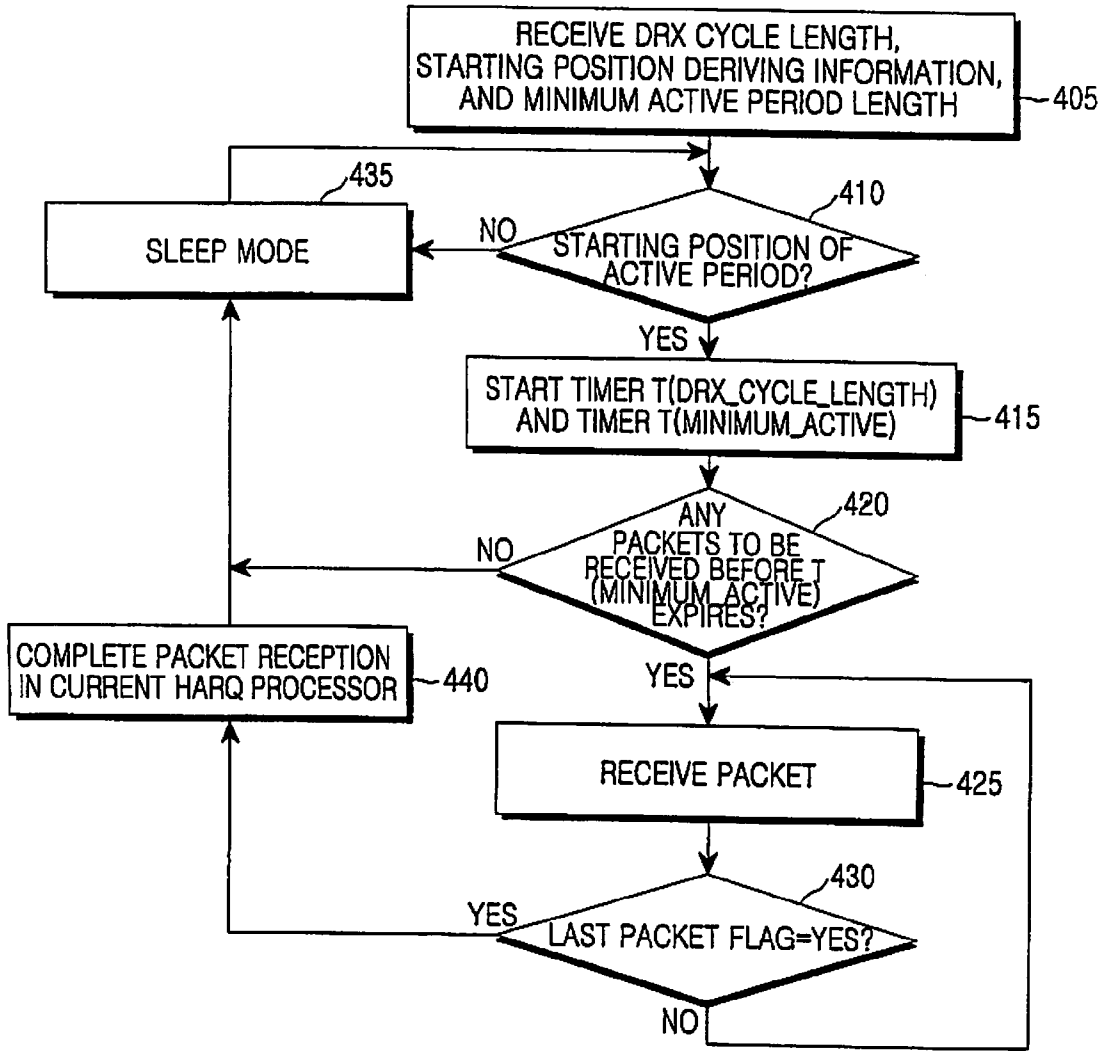 RECEIVE DRX CYCLE LENGTH,
STARTING POSITION DERIVING INFORMATION,
AND MINIMUM ACTIVE PERIOD LENGTH
405
435
SLEEP MODE
410
NO
STARTING POSITION OF
ACTIVE PERIOD?
YES
START TIMER T(DRX_CYCLE_LENGTH)
AND TIMER T(MINIMUM_ACTIVE)
415
420
NO
ANY
PACKETS TO BE
RECEIVED BEFORE T
(MINIMUM_ACTIVE)
EXPIRES?
YES
COMPLETE PACKET RECEPTION
IN CURRENT HARQ PROCESSOR
440
RECEIVE PACKET
425
430
YES
LAST PACKET FLAG=YES?
NO